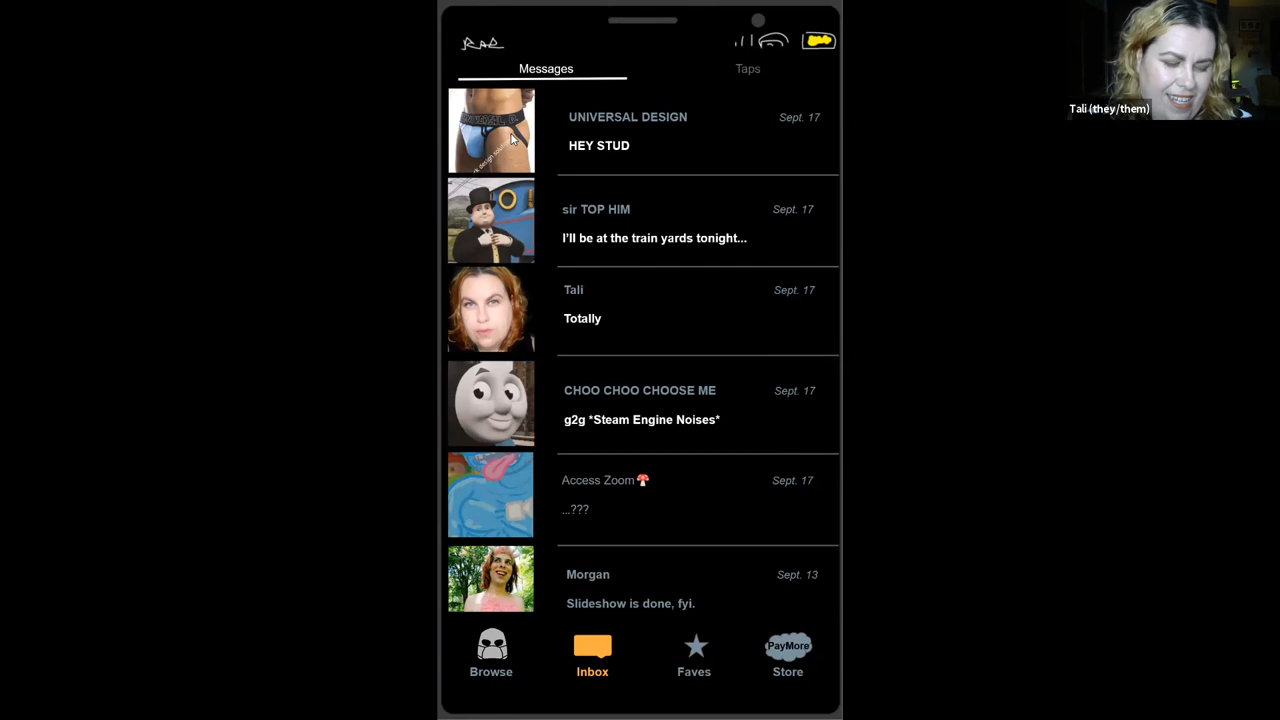 RAR
Messages
Taps
UNIVERSAL DESIGN
Sept. 17
HEY STUD
sir TOP HIM
Sept. 17
I'll be at the train yards tonight...
Tali
Sept. 17
Totally
CHOO CHOO CHOOSE ME
Sept. 17
g2g *Steam Engine Noises*
Access Zoom🍄
Sept. 17
...???
Morgan
Sept. 13
Slideshow is done, fyi.
PayMore
Browse
Inbox
Faves
Store
Tali (they/them)